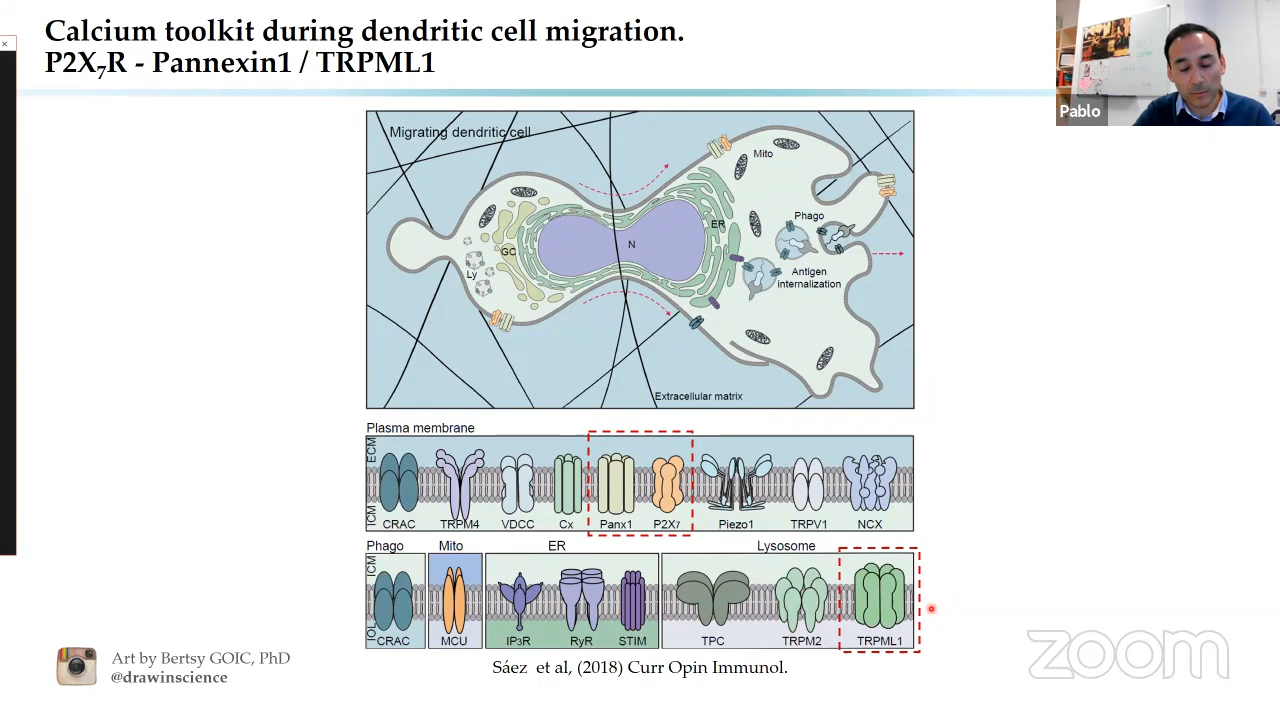 Calcium toolkit during dendritic cell migration.
P2X7R - Pannexin1 / TRPML1
Pablo
Migrating dendritic cell
Mito
Phago
ER
N
GC
Ly
Antigen
internalization
Extracellular matrix
Plasma membrane
ECM
ICM
CRAC
TRPM4
VDCC
Cx
Panx1
P2X7
Piezo1
TRPV1
NCX
Phago
Mito
ER
Lysosome
ICM
IOL
CRAC
MCU
IP3R
RyR
STIM
TPC
TRPM2
TRPML1
Art by Bertsy GOIC, PhD
@drawinscience
Sáez et al, (2018) Curr Opin Immunol.
zoom